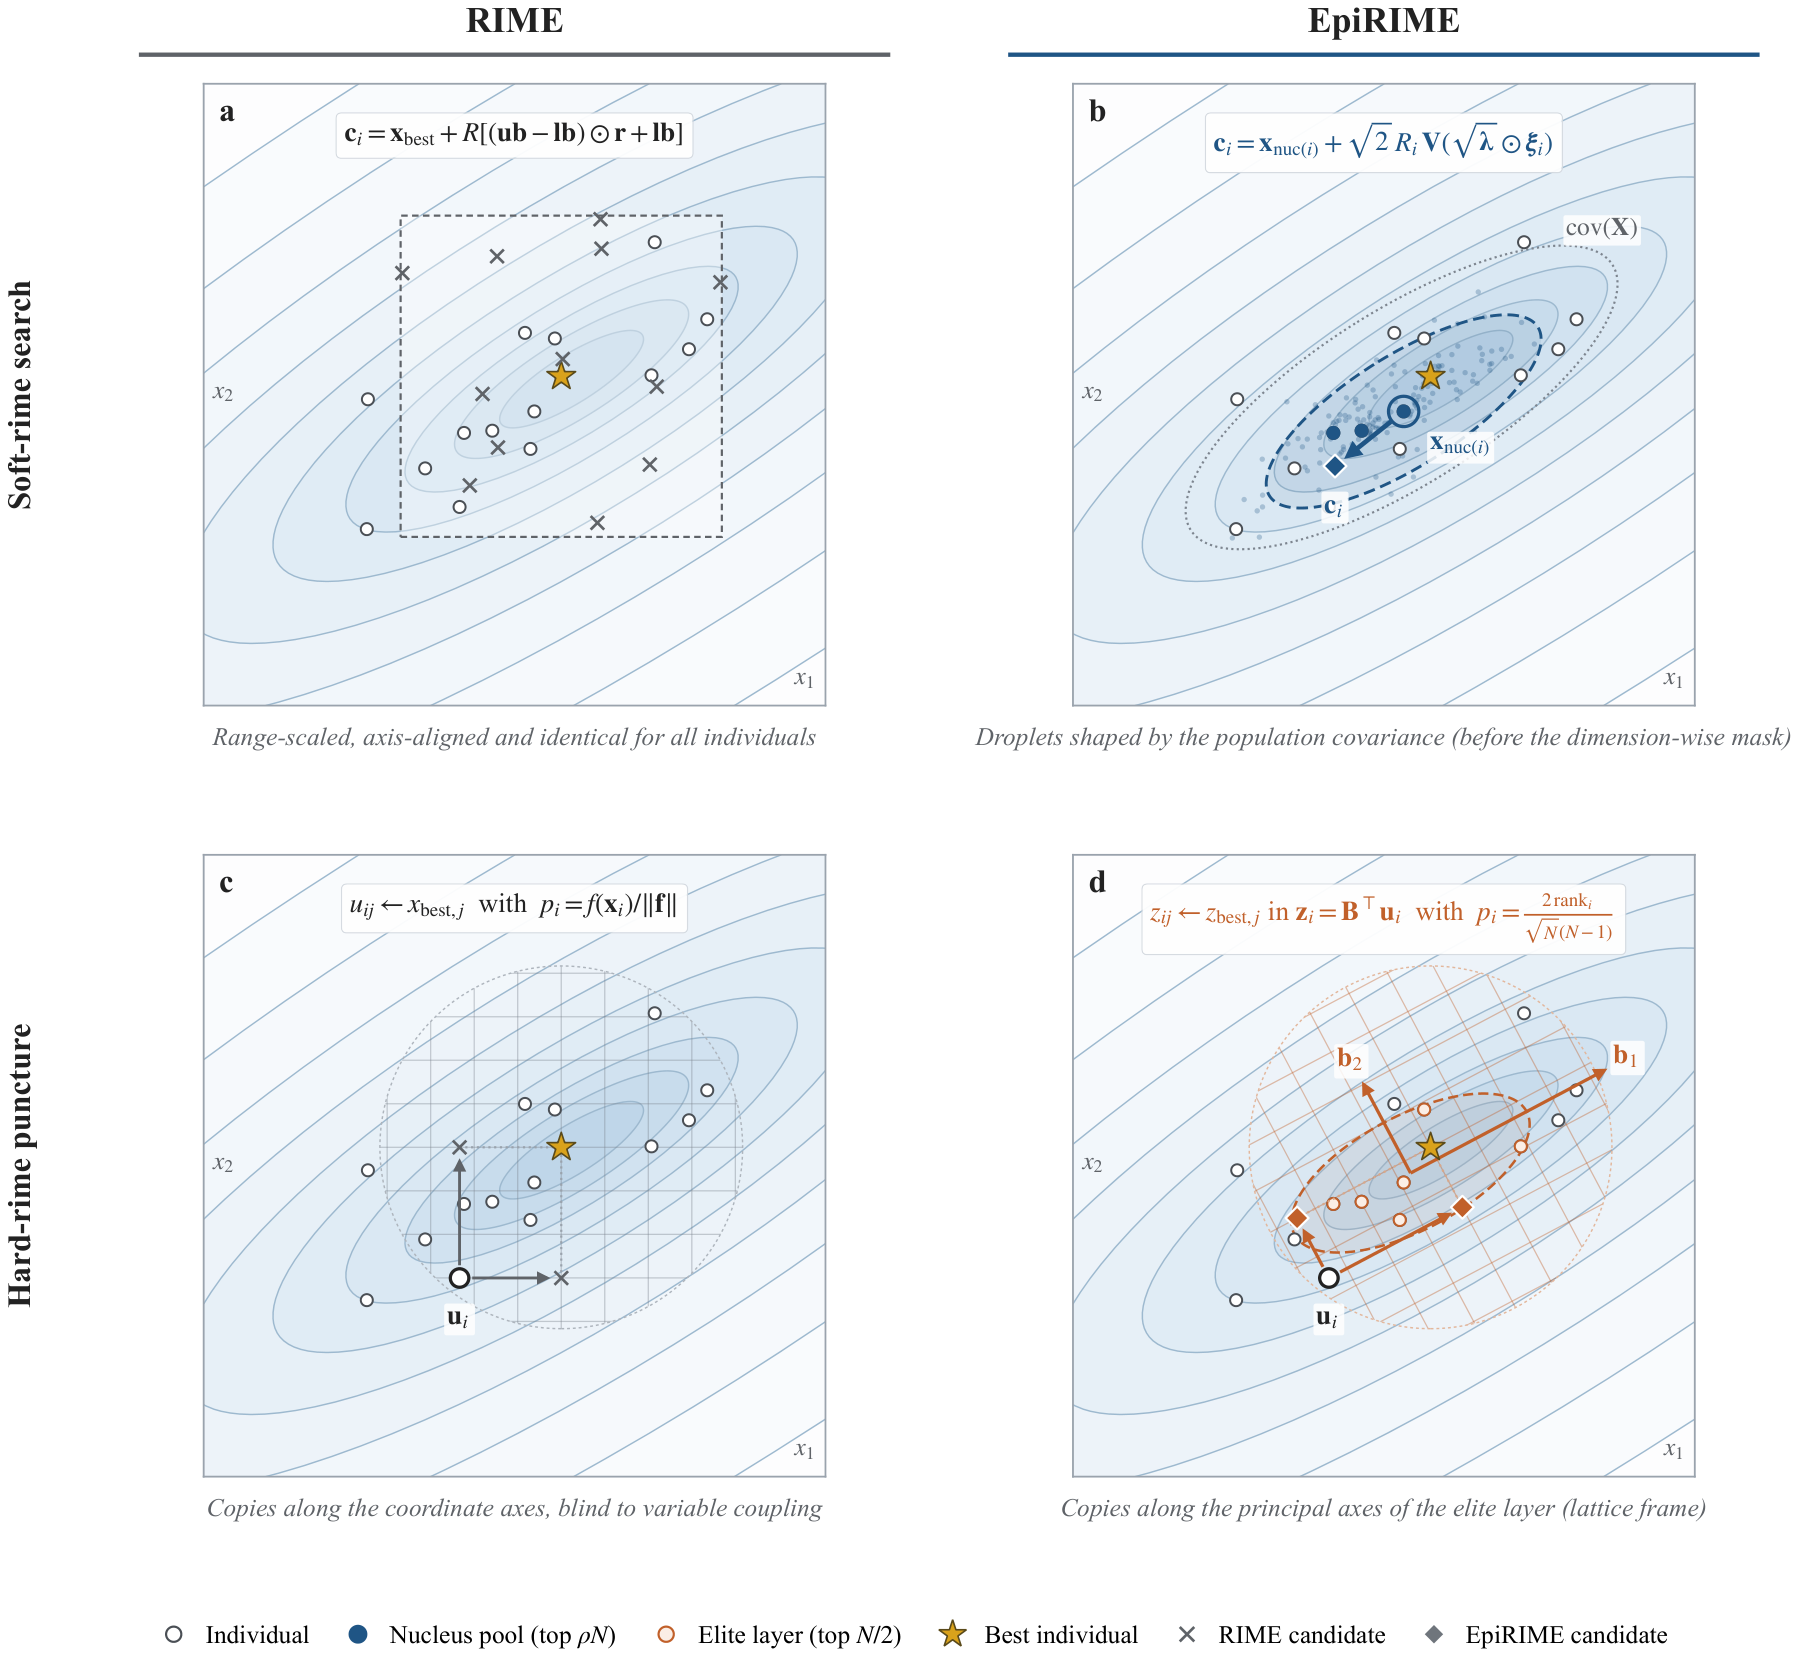 RIME
EpiRIME
Soft-rime search
a
𝐜ᵢ = 𝐱_best + R[(𝐮𝐛 − 𝐥𝐛) ⊙ 𝐫 + 𝐥𝐛]
x₂
x₁
Range-scaled, axis-aligned and identical for all individuals
b
𝐜ᵢ = 𝐱_nuc(i) + √2 Rᵢ 𝐕(√𝛌 ⊙ 𝛏ᵢ)
cov(𝐗)
x₂
𝐱_nuc(i)
𝐜ᵢ
x₁
Droplets shaped by the population covariance (before the dimension-wise mask)
Hard-rime puncture
c
u_ij ← x_best,j with pᵢ = f(𝐱ᵢ)/‖𝐟‖
x₂
𝐮ᵢ
x₁
Copies along the coordinate axes, blind to variable coupling
d
z_ij ← z_best,j in 𝐳ᵢ = 𝐁⊤𝐮ᵢ with pᵢ = 2 rankᵢ / √N(N − 1)
𝐛₂
𝐛₁
x₂
𝐮ᵢ
x₁
Copies along the principal axes of the elite layer (lattice frame)
Individual
Nucleus pool (top ρN)
Elite layer (top N/2)
Best individual
RIME candidate
EpiRIME candidate